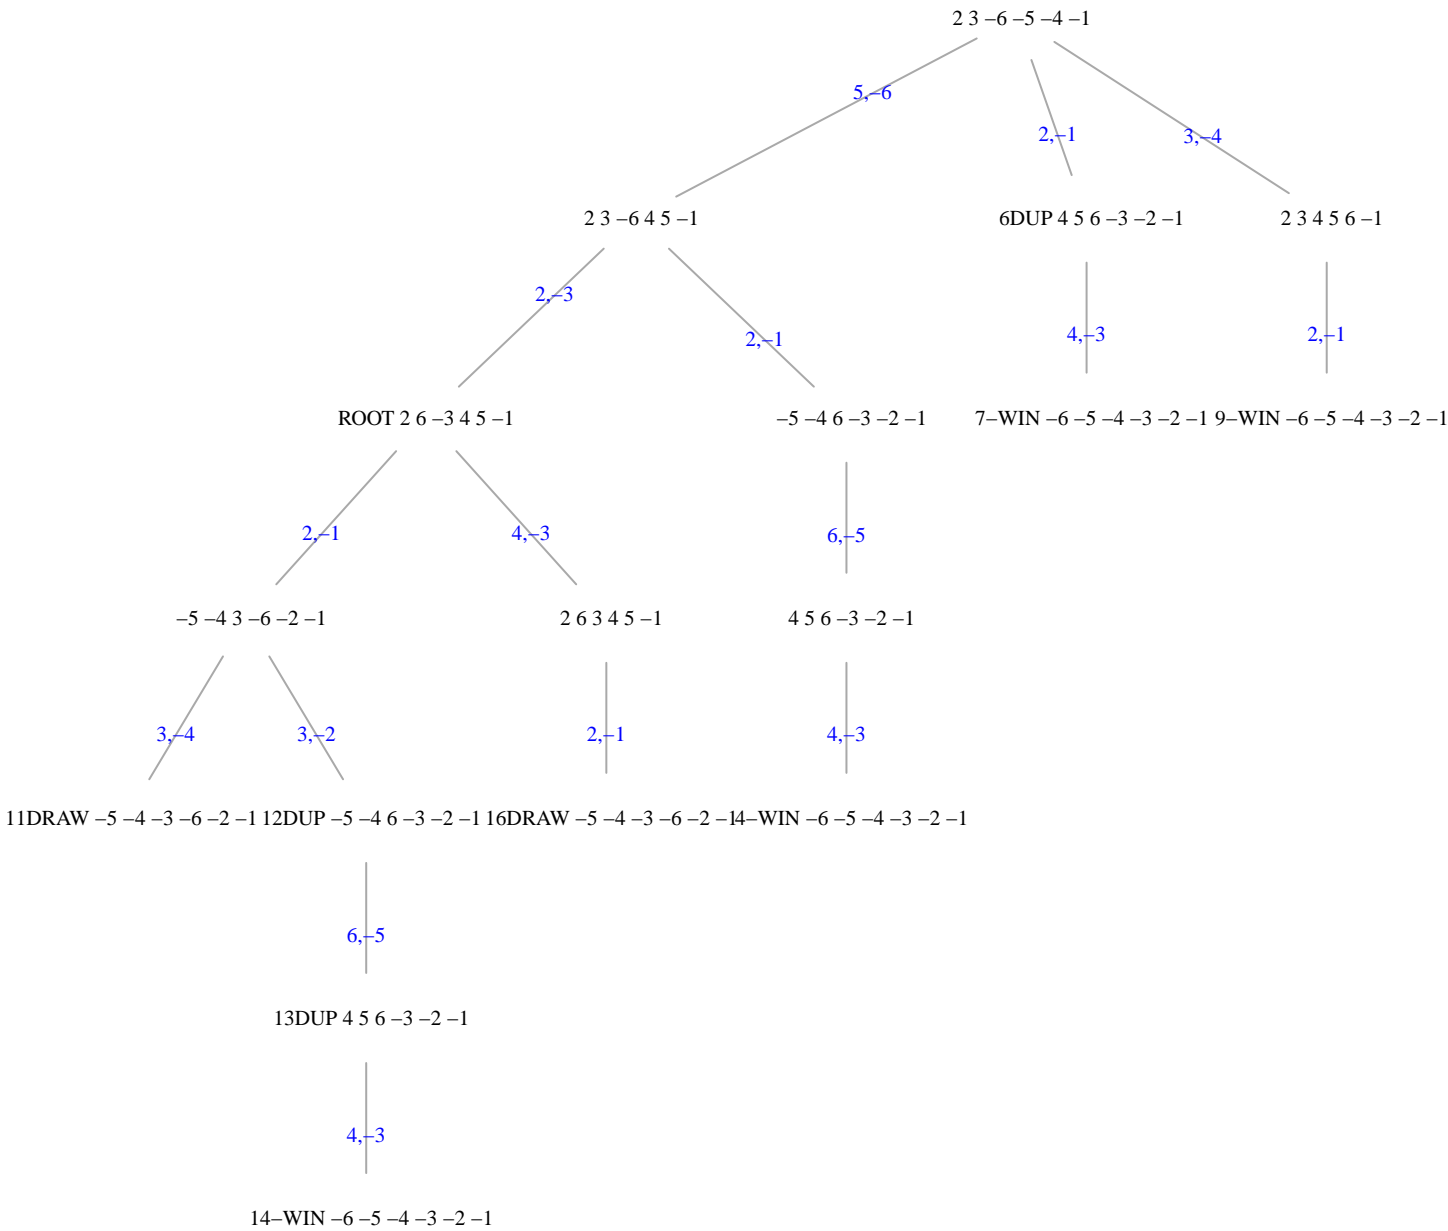 2 3 –6 –5 –4 –1
5,–6
2,–1
3,–4
2 3 –6 4 5 –1
6DUP 4 5 6 –3 –2 –1
2 3 4 5 6 –1
2,–3
2,–1
4,–3
2,–1
ROOT 2 6 –3 4 5 –1
–5 –4 6 –3 –2 –1
7–WIN –6 –5 –4 –3 –2 –1
9–WIN –6 –5 –4 –3 –2 –1
2,–1
4,–3
6,–5
–5 –4 3 –6 –2 –1
2 6 3 4 5 –1
4 5 6 –3 –2 –1
3,–4
3,–2
2,–1
4,–3
11DRAW –5 –4 –3 –6 –2 –1
12DUP –5 –4 6 –3 –2 –1
16DRAW –5 –4 –3 –6 –2 –1
4–WIN –6 –5 –4 –3 –2 –1
6,–5
13DUP 4 5 6 –3 –2 –1
4,–3
14–WIN –6 –5 –4 –3 –2 –1